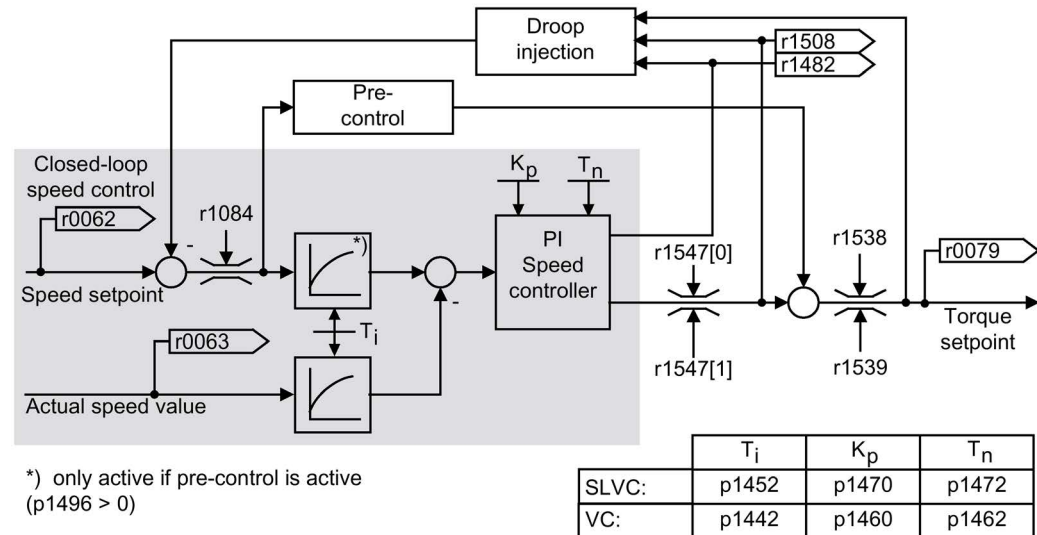 Droop
injection
r1508
r1482
Pre-
control
Closed-loop
speed control
r0062
r1084
-
*)
Kp
Tn
PI
Speed
controller
r1547[0]
r1538
r0079
Speed setpoint
-
Ti
r0063
r1547[1]
r1539
Torque
setpoint
Actual speed value
*) only active if pre-control is active
(p1496 > 0)
Ti Kp Tn
SLVC: p1452 p1470 p1472
VC: p1442 p1460 p1462